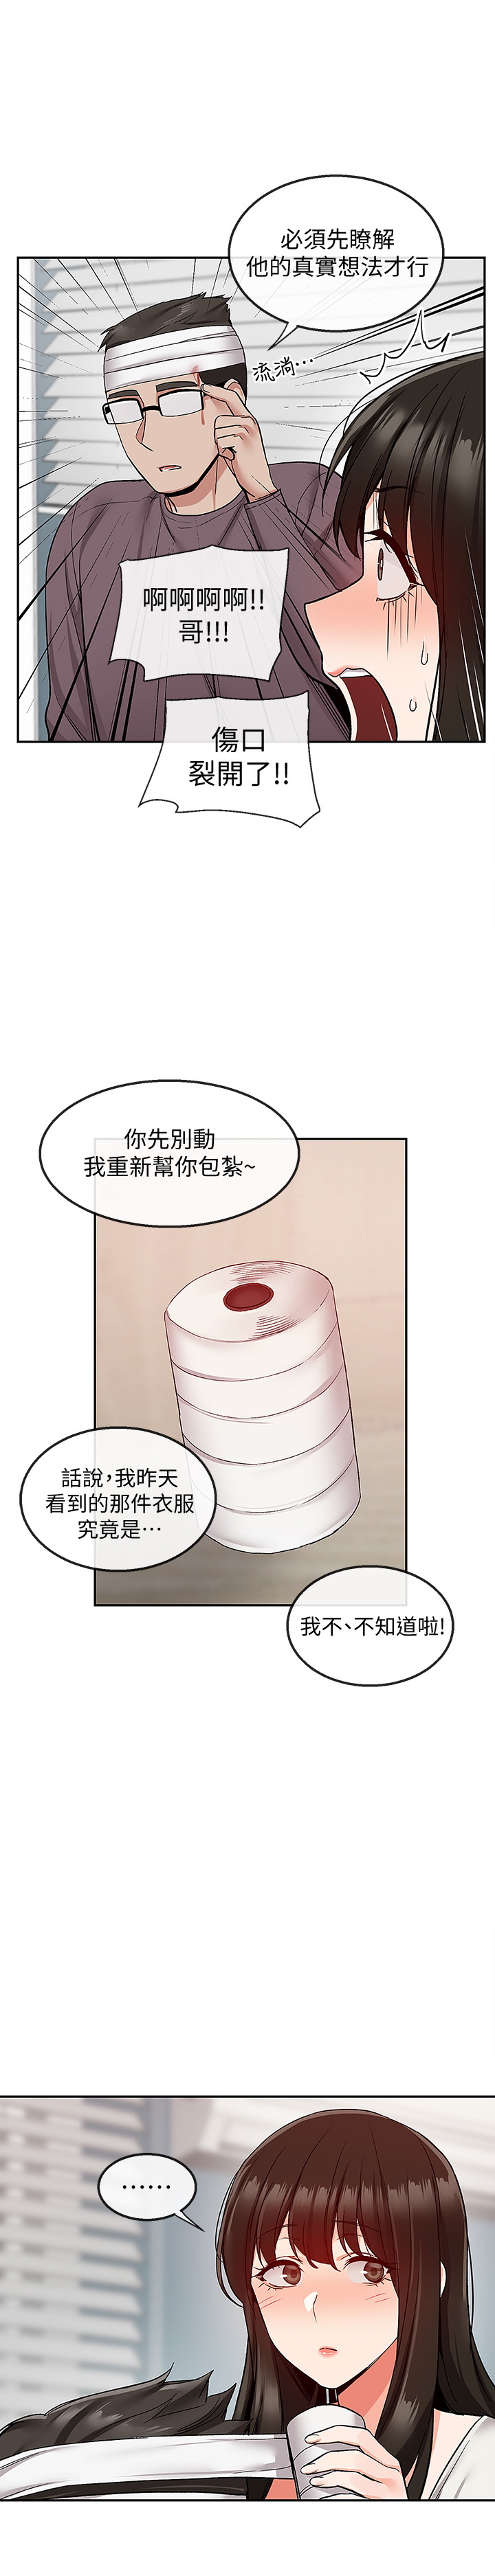 必須先瞭解
他的真實想法才行
流淌…
啊啊啊啊!!
哥!!!
傷口
裂開了!!
你先別動
我重新幫你包紮~
話說,我昨天
看到的那件衣服
究竟是…
我不、不知道啦!
……